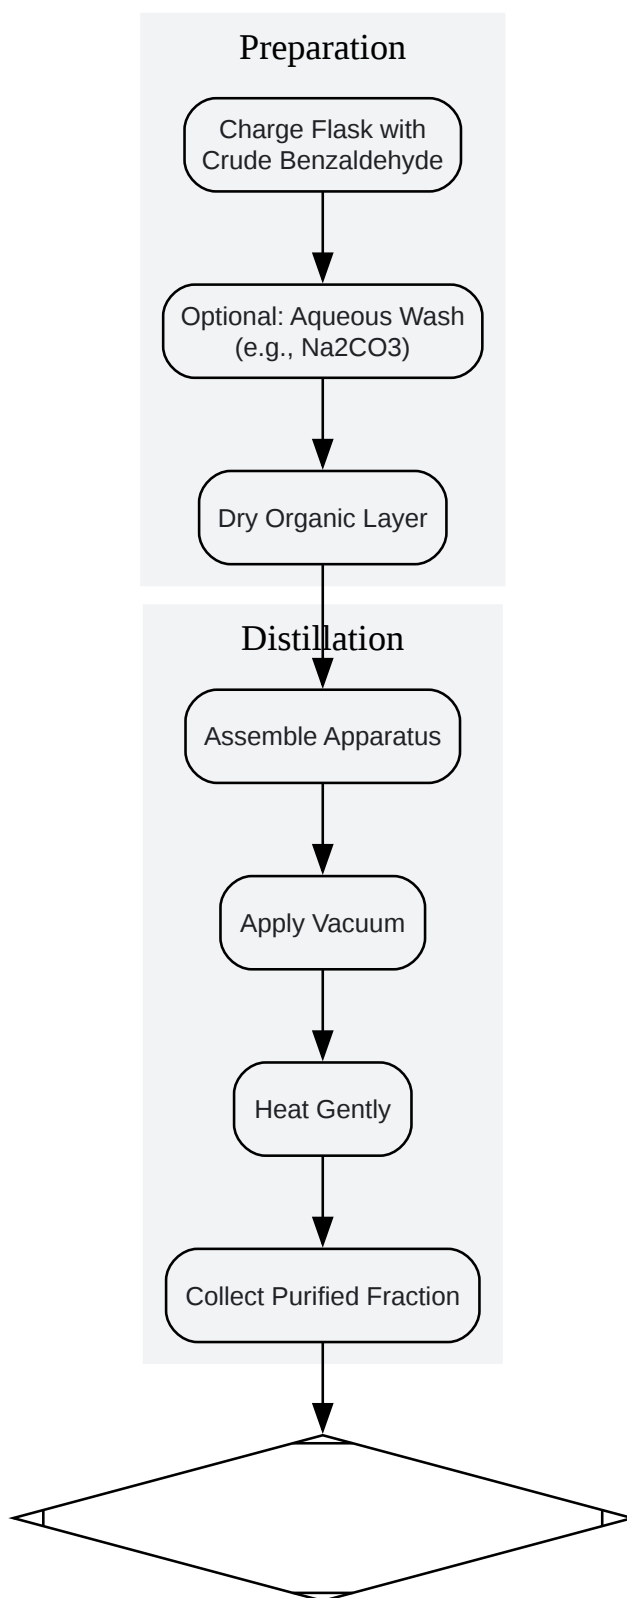 Preparation
Charge Flask with
Crude Benzaldehyde
Optional: Aqueous Wash
(e.g., Na2CO3)
Dry Organic Layer
Distillation
Assemble Apparatus
Apply Vacuum
Heat Gently
Collect Purified Fraction